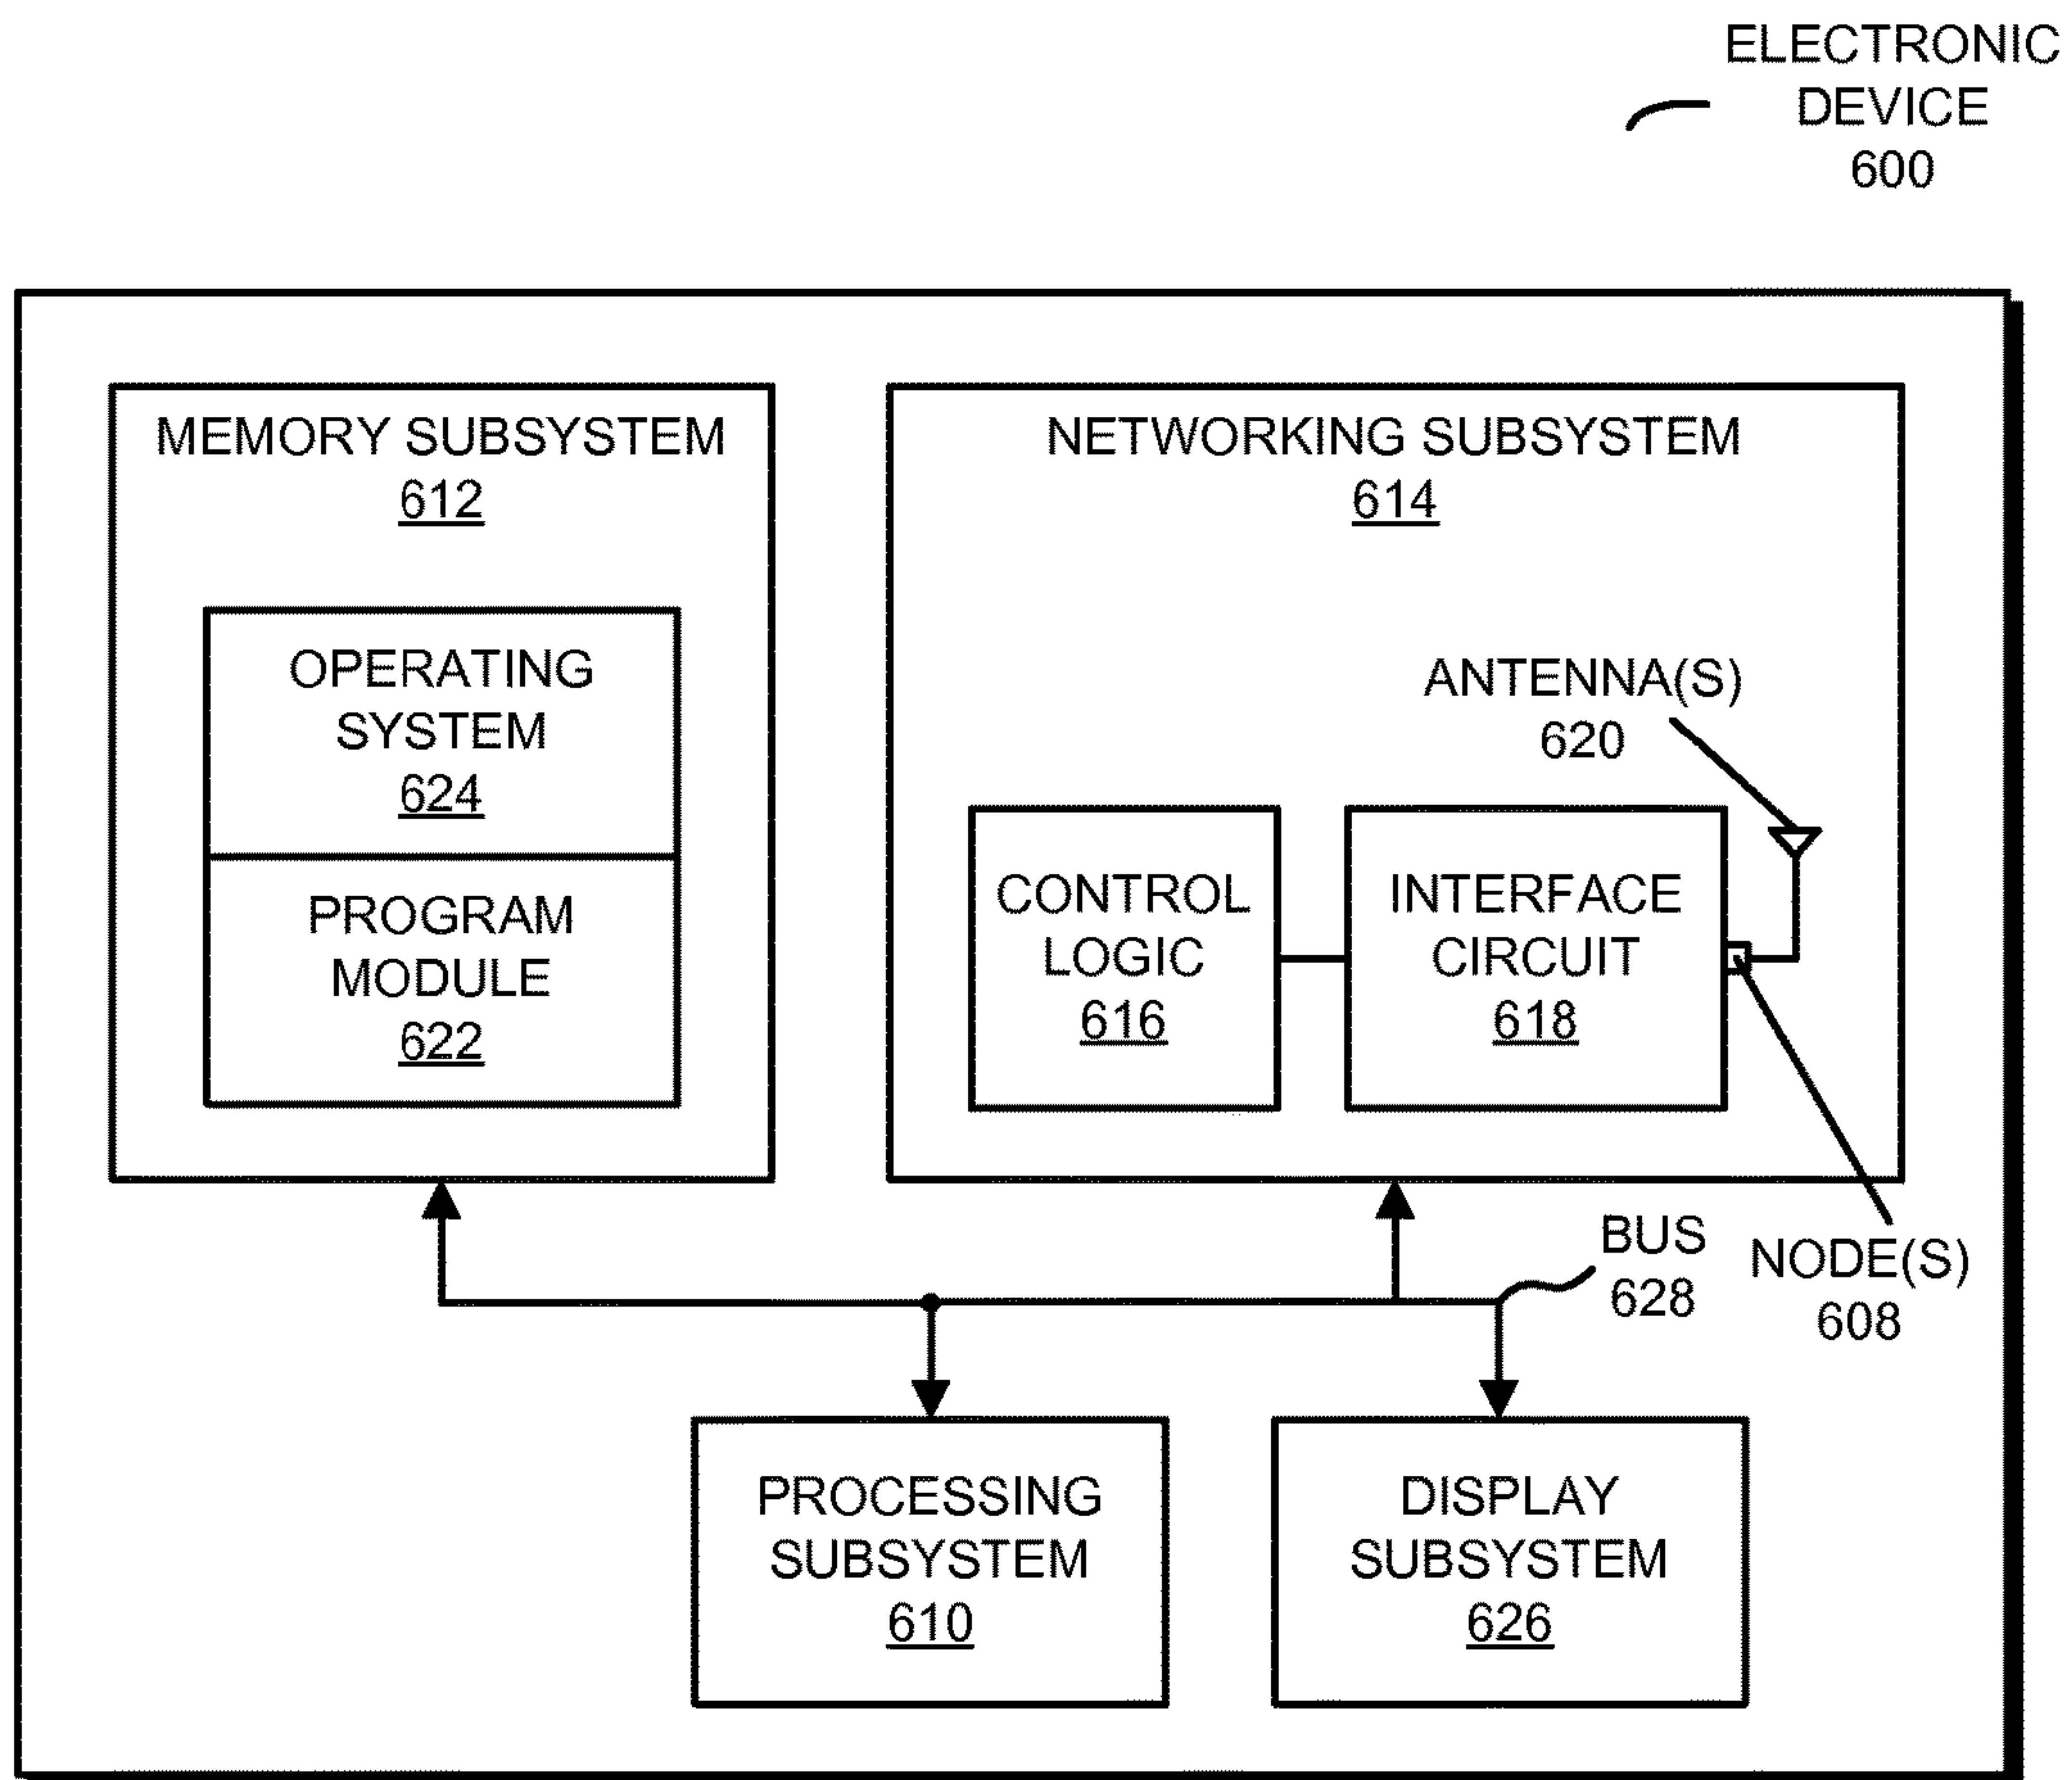 ELECTRONIC
DEVICE
600
MEMORY SUBSYSTEM
612
OPERATING
SYSTEM
624
PROGRAM
MODULE
622
NETWORKING SUBSYSTEM
614
ANTENNA(S)
620
CONTROL
LOGIC
616
INTERFACE
CIRCUIT
618
BUS
628
NODE(S)
608
PROCESSING
SUBSYSTEM
610
DISPLAY
SUBSYSTEM
626